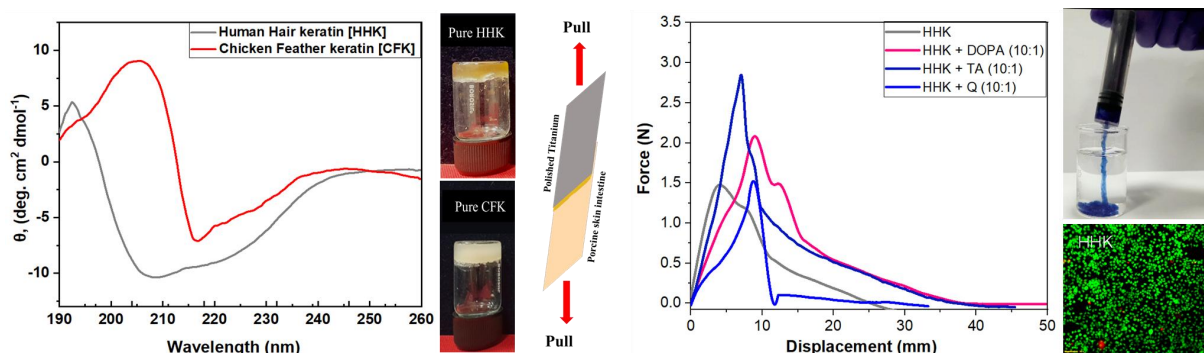 Human Hair keratin [HHK]
Chicken Feather keratin [CFK]
θ, (deg. cm² dmol⁻¹)
10
5
0
-5
-10
190 200 210 220 230 240 250 260
Wavelength (nm)
Pure HHK
Pure CFK
Pull
Polished Titanium
Porcine skin intestine
Pull
HHK
HHK + DOPA (10:1)
HHK + TA (10:1)
HHK + Q (10:1)
Force (N)
3.5
3.0
2.5
2.0
1.5
1.0
0.5
0.0
0 10 20 30 40 50
Displacement (mm)
HHK